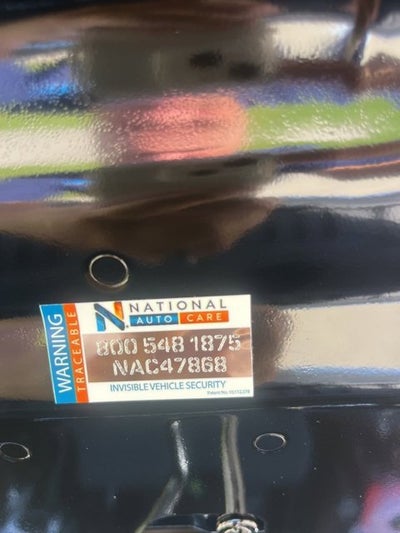 WARNING
TRACEABLE
N NATIONAL
AUTO CARE
800 548 1875
NAC47868
INVISIBLE VEHICLE SECURITY